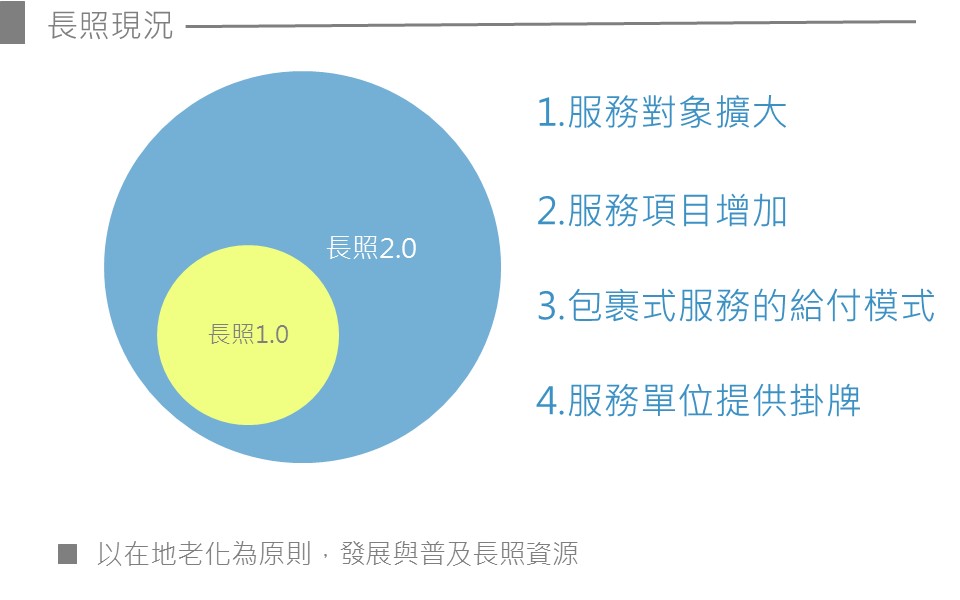 長照現況
長照2.0
長照1.0
1.服務對象擴大
2.服務項目增加
3.包裹式服務的給付模式
4.服務單位提供掛牌
以在地老化為原則，發展與普及長照資源